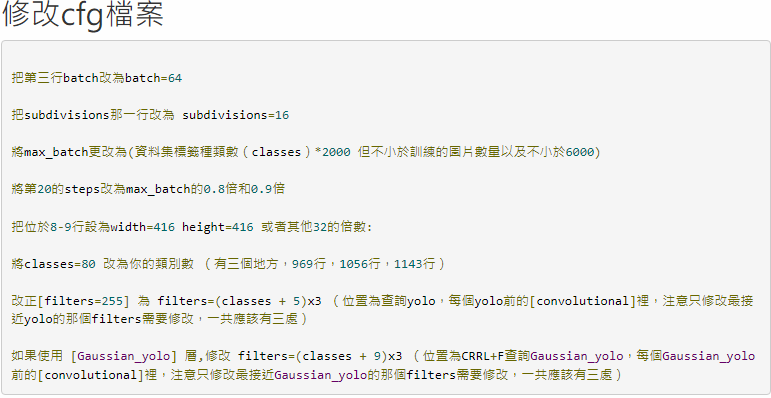 修改cfg檔案
把第三行batch改為batch=64
把subdivisions那一行改為 subdivisions=16
將max_batch更改為(資料集標籤種類數（classes）*2000 但不小於訓練的圖片數量以及不小於6000)
將第20的steps改為max_batch的0.8倍和0.9倍
把位於8-9行設為width=416 height=416 或者其他32的倍數:
將classes=80 改為你的類別數 （有三個地方，969行，1056行，1143行）
改正[filters=255] 為 filters=(classes + 5)x3 （位置為查詢yolo，每個yolo前的[convolutional]裡，注意只修改最接
近yolo的那個filters需要修改，一共應該有三處）
如果使用 [Gaussian_yolo] 層,修改 filters=(classes + 9)x3 （位置為CRRL+F查詢Gaussian_yolo，每個Gaussian_yolo
前的[convolutional]裡，注意只修改最接近Gaussian_yolo的那個filters需要修改，一共應該有三處）